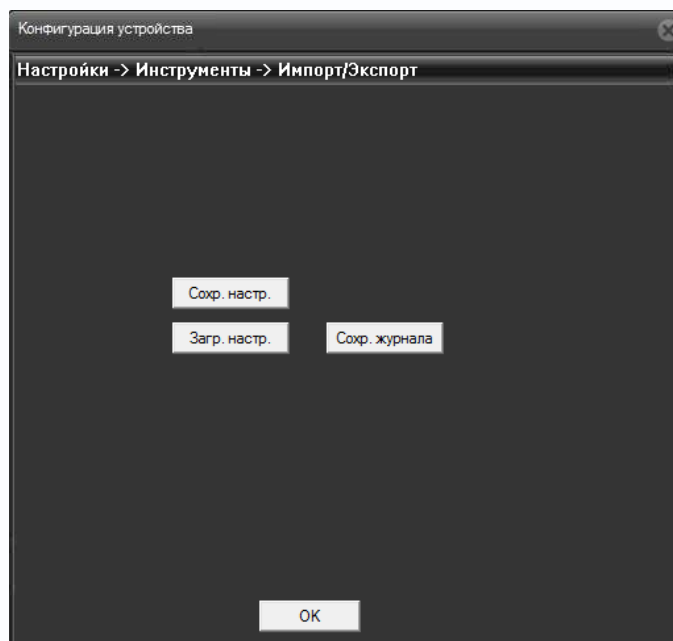 Конфигурация устройства
Настройки -> Инструменты -> Импорт/Экспорт
Сохр. настр.
Загр. настр. Сохр. журнала
OK